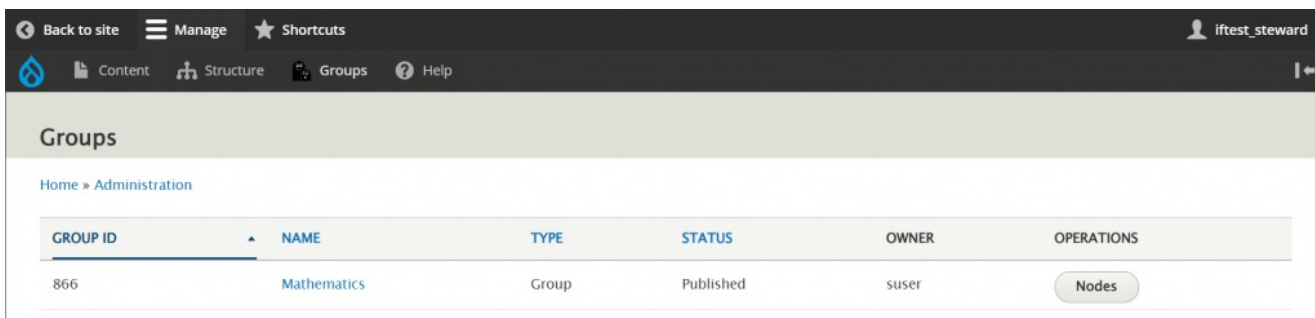 Back to site Manage Shortcuts iftest_steward
Content Structure Groups Help
Groups
Home » Administration
GROUP ID NAME TYPE STATUS OWNER OPERATIONS
866 Mathematics Group Published suser Nodes